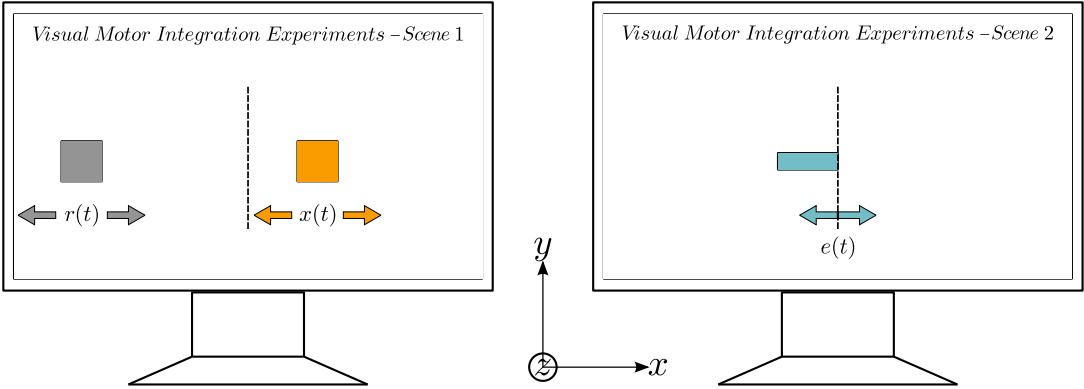 Visual Motor Integration Experiments – Scene 1
r(t)
x(t)
Visual Motor Integration Experiments – Scene 2
e(t)
y
z
x